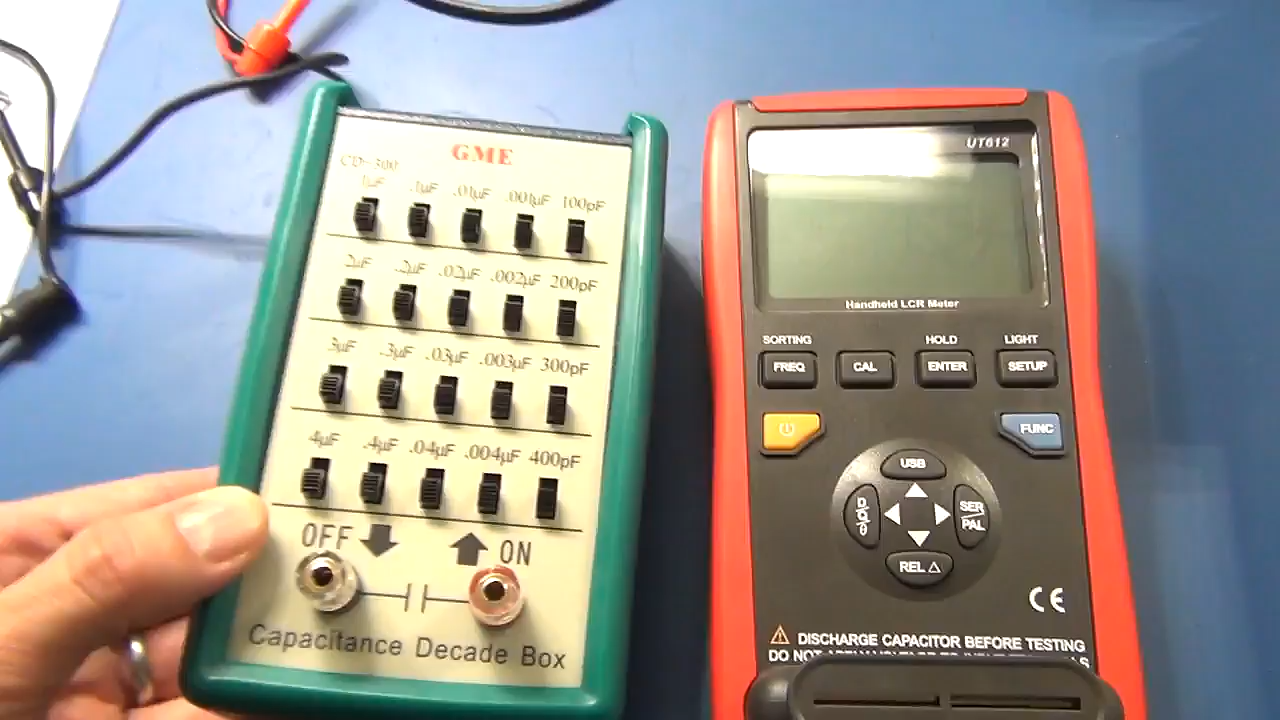 GME
CD-300
1µF .1µF .01µF .001µF 100pF
2µF .2µF .02µF .002µF 200pF
3µF .3µF .03µF .003µF 300pF
4µF .4µF .04µF .004µF 400pF
OFF ON
Capacitance Decade Box
UT612
Handheld LCR Meter
SORTING HOLD LIGHT
FREQ CAL ENTER SETUP
FUNC
USB
D
Q
θ
SER
PAL
REL △
CE
⚠ DISCHARGE CAPACITOR BEFORE TESTING
DO NOT